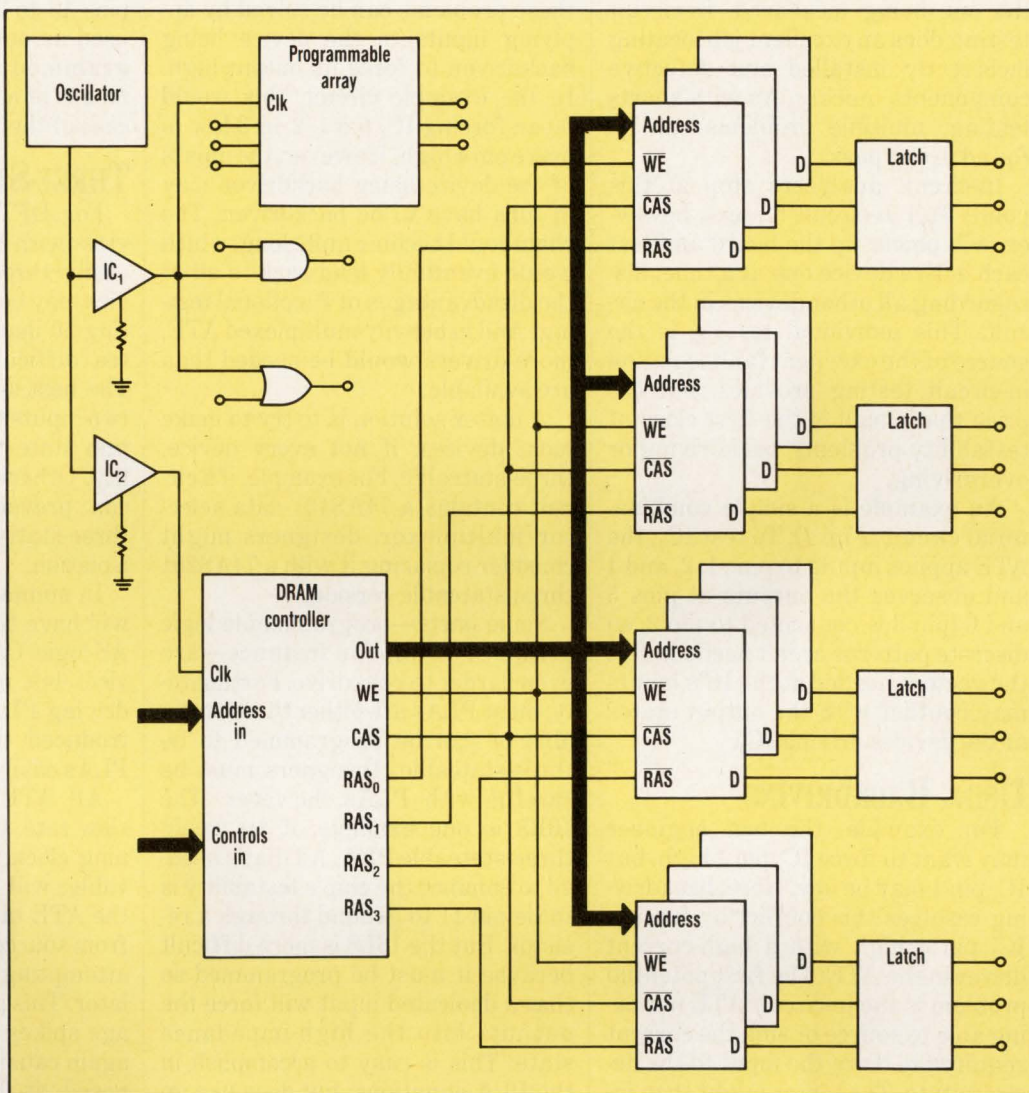 Oscillator
Programmable
array
Clk
IC1
IC2
DRAM
controller
Clk
Address
in
Controls
in
Out
WE
CAS
RAS0
RAS1
RAS2
RAS3
Address
WE
CAS
RAS
D
D
D
Latch
Address
WE
CAS
RAS
D
D
D
Latch
Address
WE
CAS
RAS
D
D
D
Latch
Address
WE
CAS
RAS
D
D
D
Latch